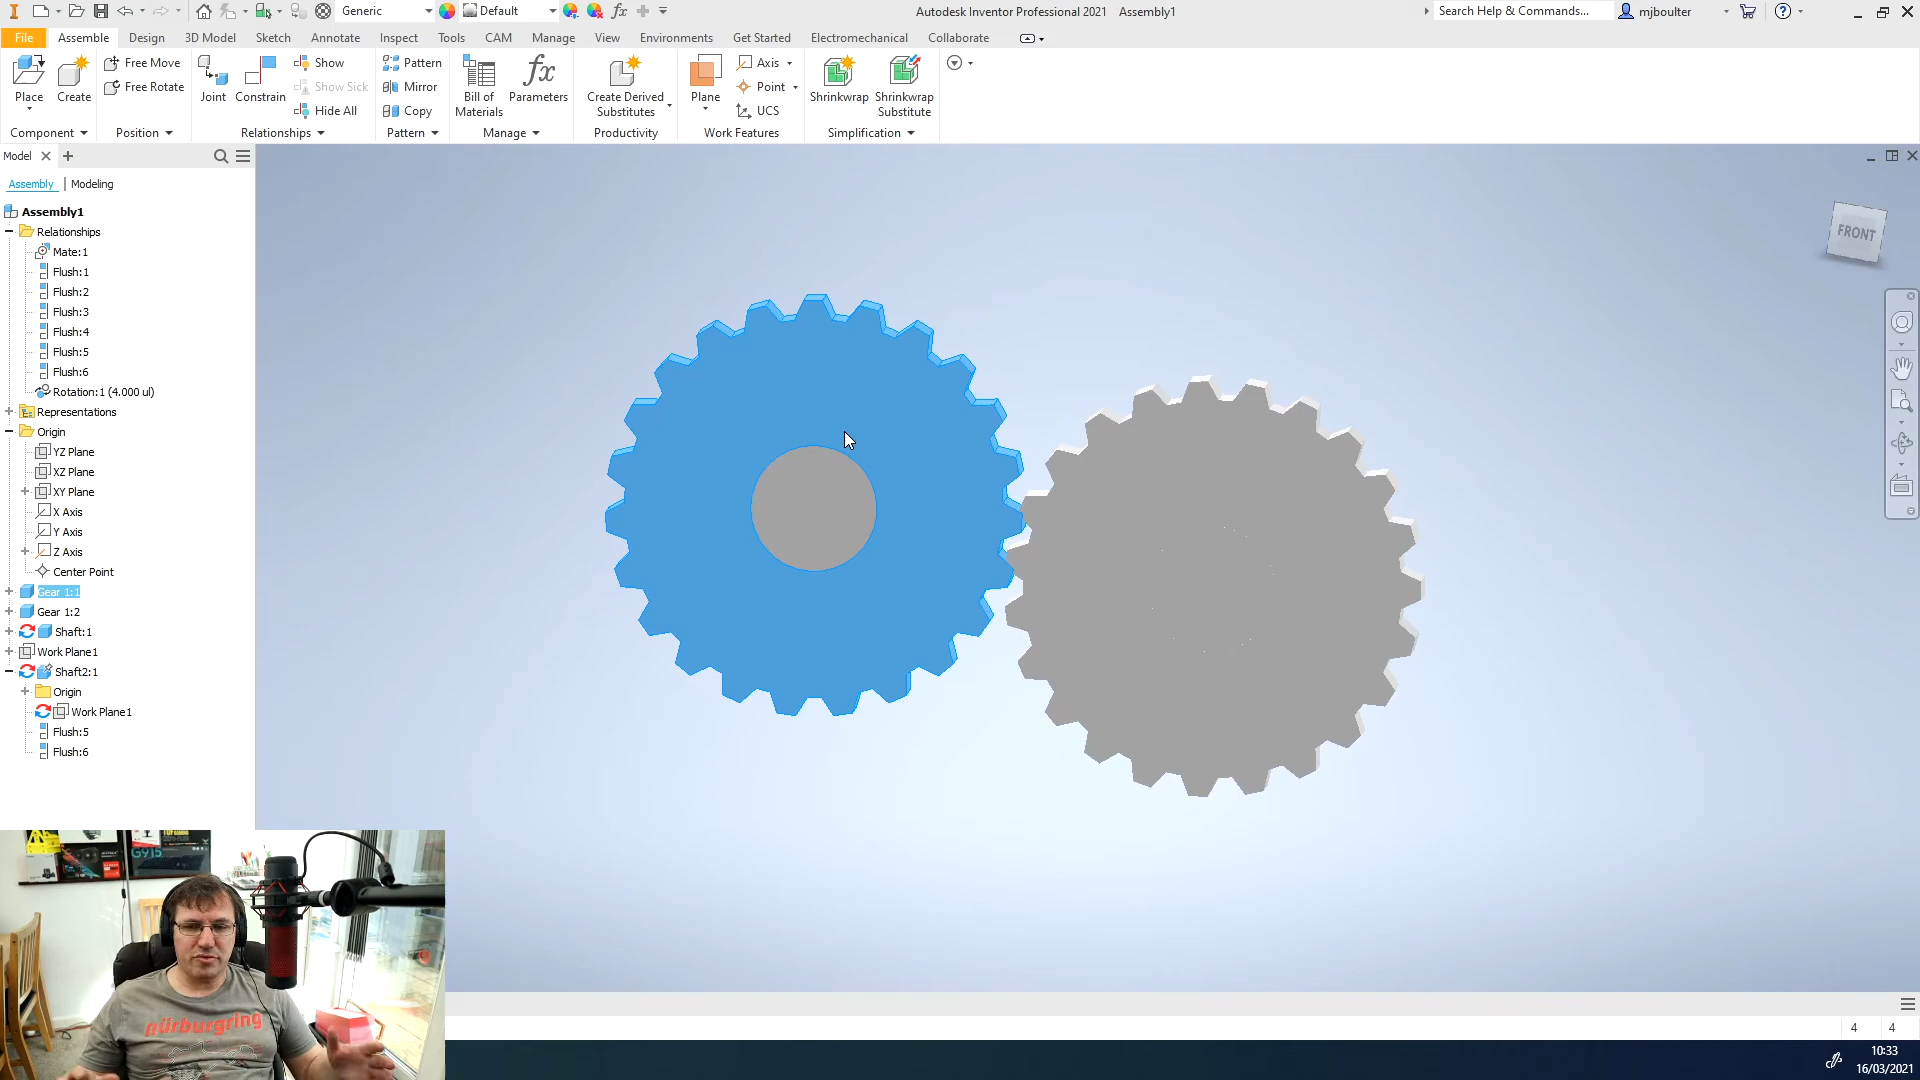 Generic
Default
fx
Autodesk Inventor Professional 2021 Assembly1
Search Help & Commands...
mjboulter
File Assemble Design 3D Model Sketch Annotate Inspect Tools CAM Manage View Environments Get Started Electromechanical Collaborate
Place
Create
Free Move
Free Rotate
Joint
Constrain
Show
Show Sick
Hide All
Pattern
Mirror
Copy
Bill of
Materials
fx
Parameters
Create Derived
Substitutes
Plane
Axis
Point
UCS
Shrinkwrap
Shrinkwrap
Substitute
Component Position Relationships Pattern Manage Productivity Work Features Simplification
Model
Assembly | Modeling
Assembly1
Relationships
Mate:1
Flush:1
Flush:2
Flush:3
Flush:4
Flush:5
Flush:6
Rotation:1 (4.000 ul)
Representations
Origin
YZ Plane
XZ Plane
XY Plane
X Axis
Y Axis
Z Axis
Center Point
Gear 1:1
Gear 1:2
Shaft:1
Work Plane1
Shaft2:1
Origin
Work Plane1
Flush:5
Flush:6
FRONT
G915
nürburgring
4 4
10:33
16/03/2021